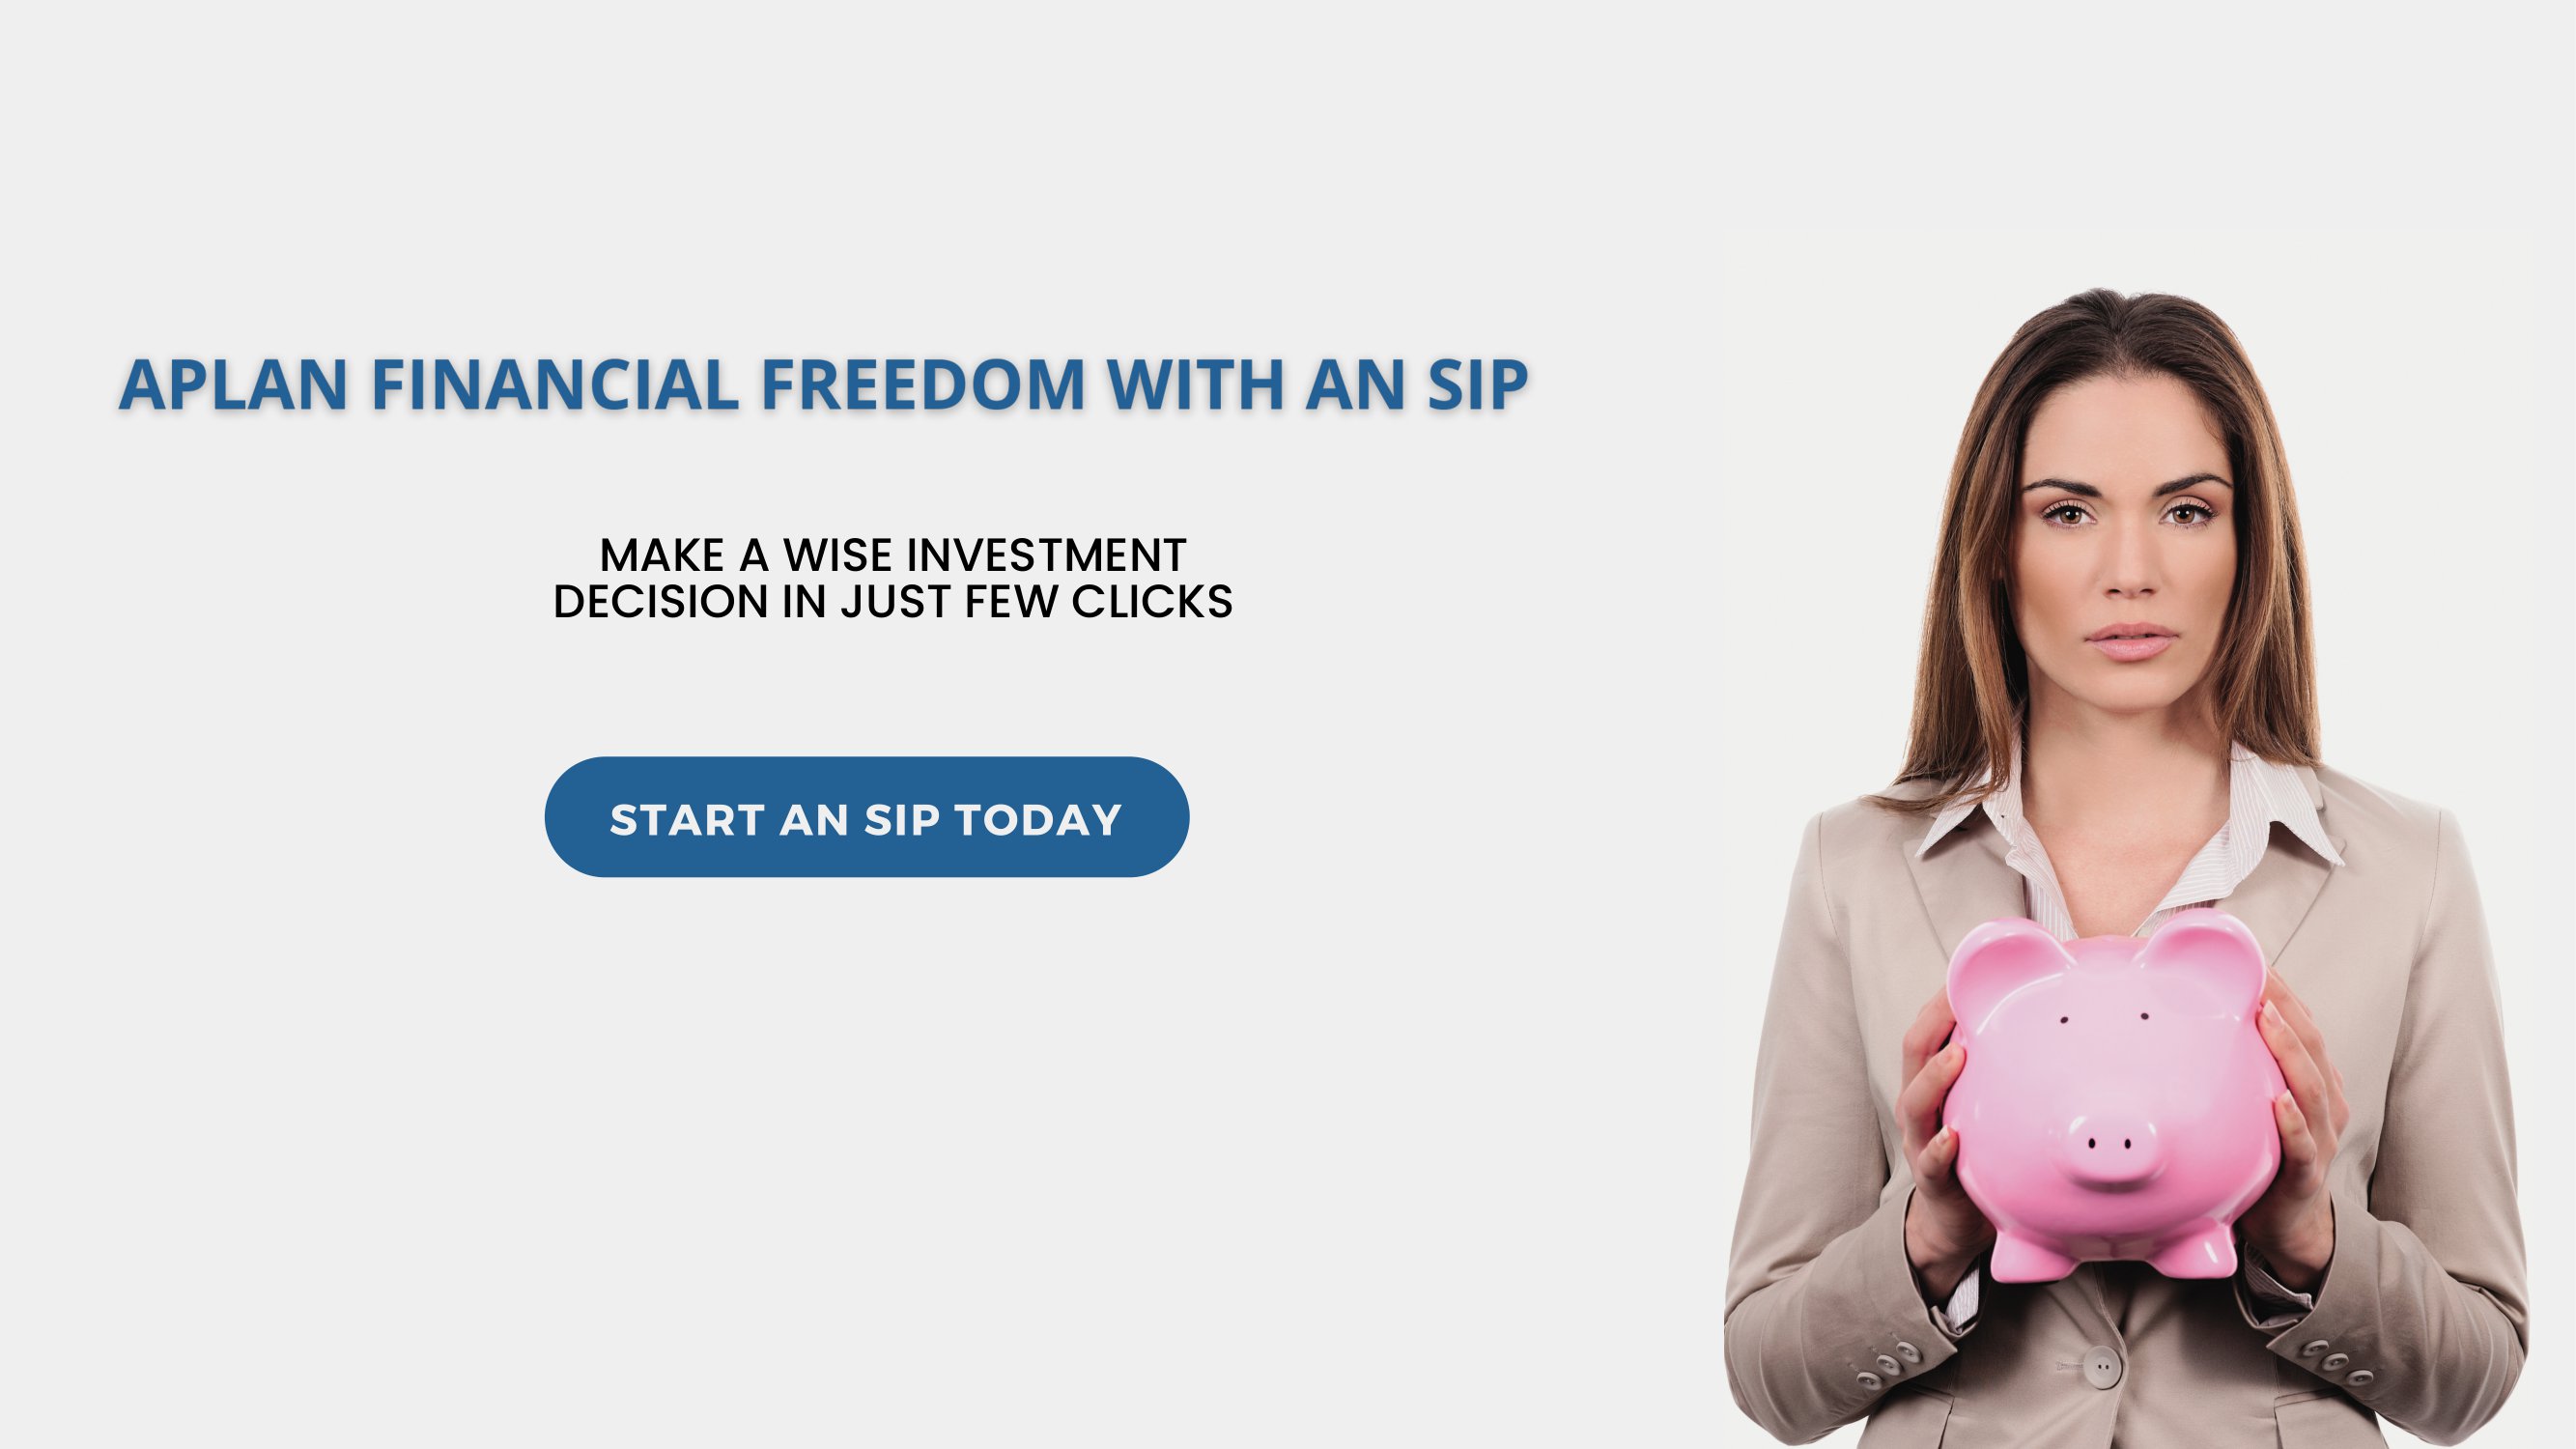 APLAN FINANCIAL FREEDOM WITH AN SIP
MAKE A WISE INVESTMENT
DECISION IN JUST FEW CLICKS
START AN SIP TODAY